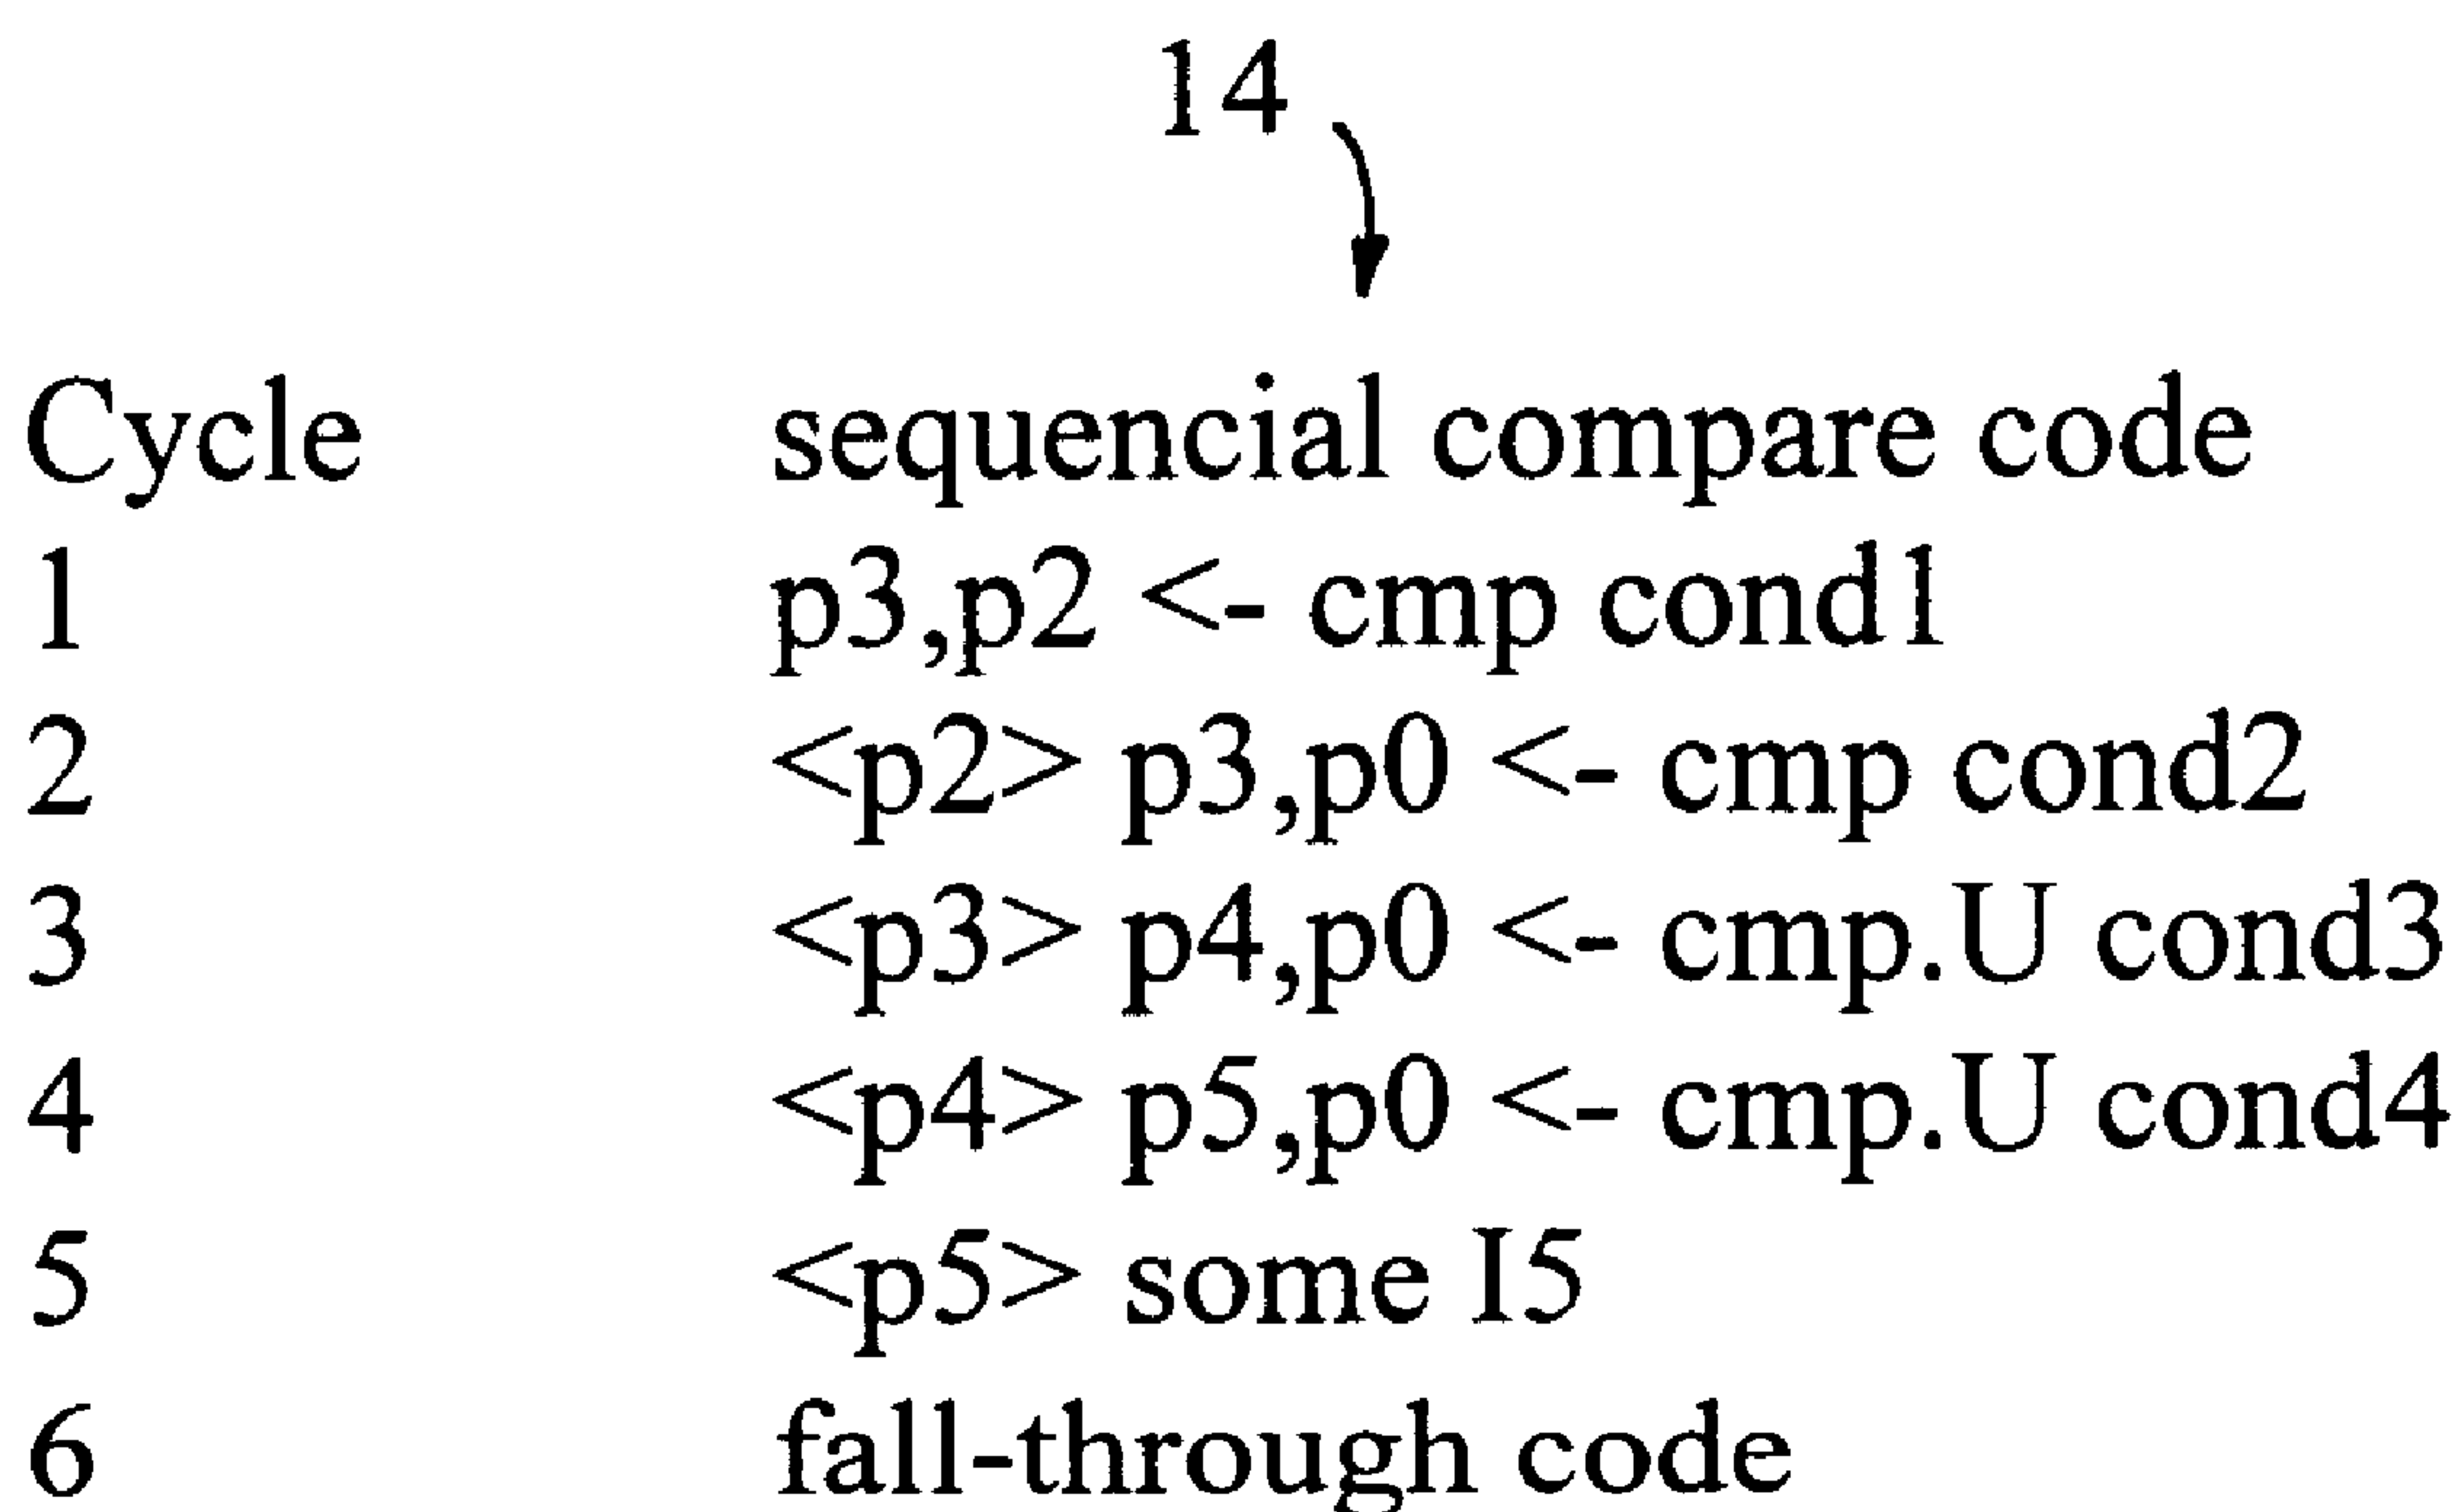 14
Cycle sequencial compare code
1 p3,p2 <- cmp cond1
2 <p2> p3,p0 <- cmp cond2
3 <p3> p4,p0 <- cmp.U cond3
4 <p4> p5,p0 <- cmp.U cond4
5 <p5> some I5
6 fall-through code